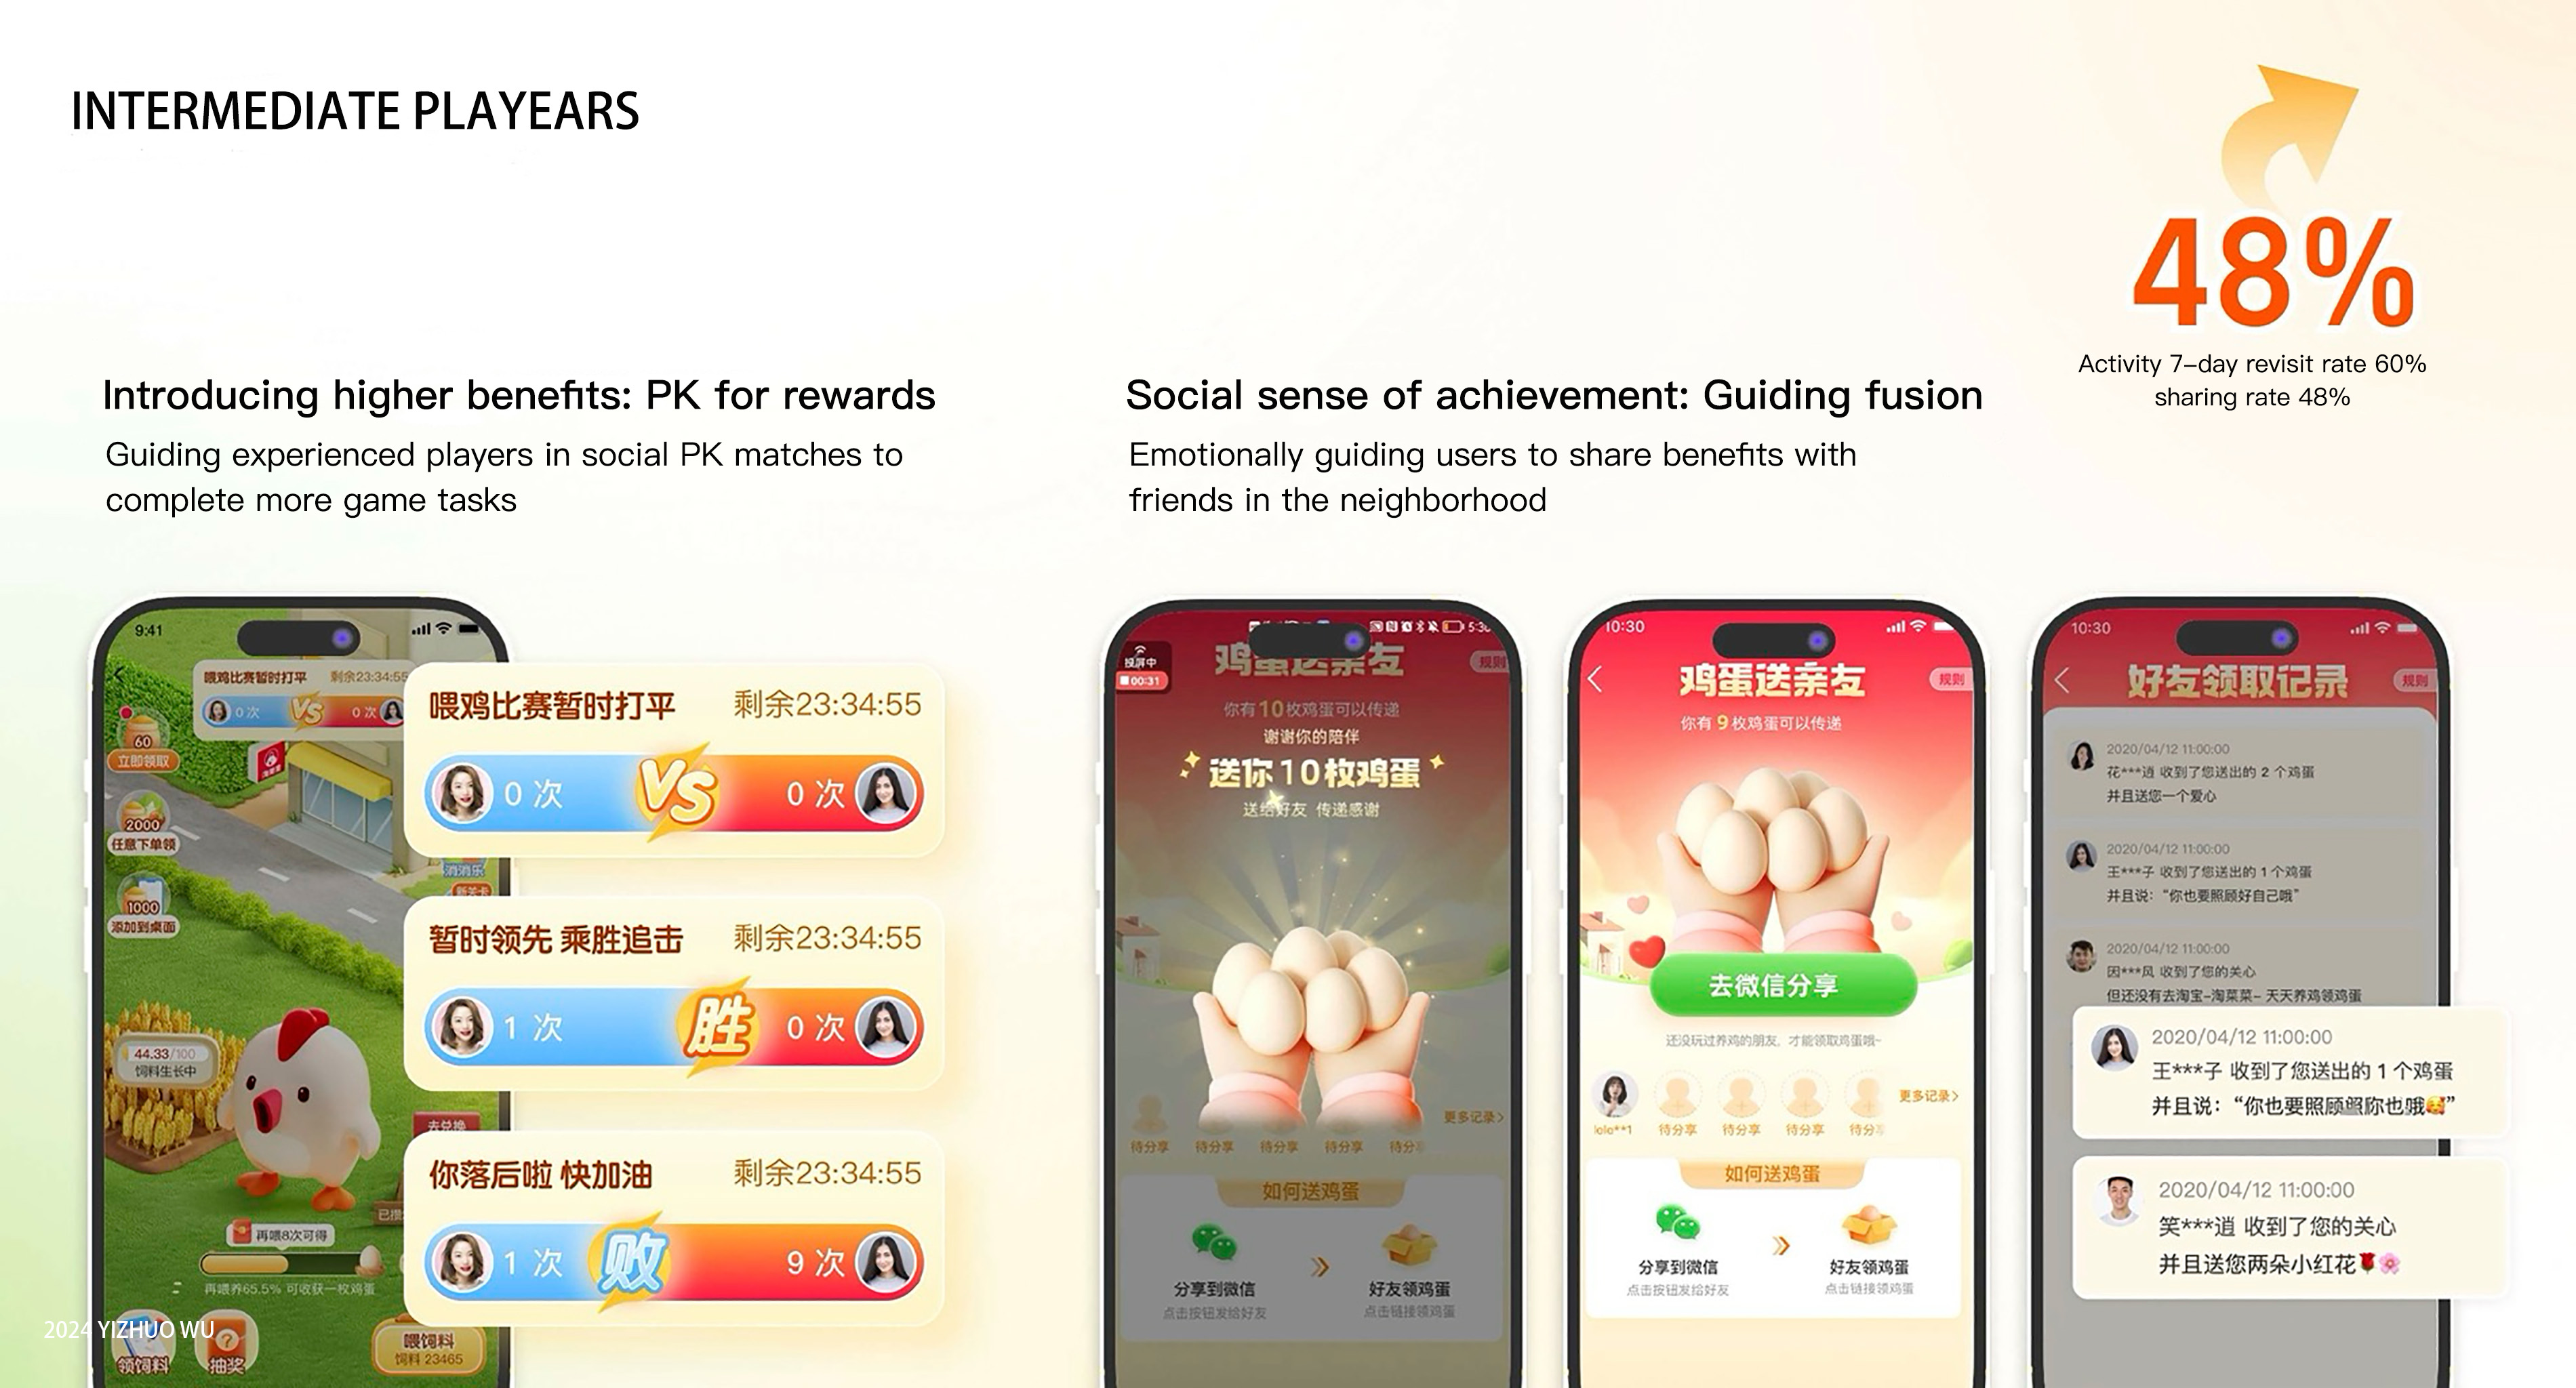 INTERMEDIATE PLAYEARS
48%
Activity 7-day revisit rate 60%
sharing rate 48%
Introducing higher benefits: PK for rewards
Guiding experienced players in social PK matches to
complete more game tasks
Social sense of achievement: Guiding fusion
Emotionally guiding users to share benefits with
friends in the neighborhood
9:41
喂鸡比赛暂时打平 剩余23:34:55
0 次 VS 0 次
60
立即领取
2000
任意下单领
1000
添加到桌面
消消乐
新关卡
44.33/100
饲料生长中
去兑换
再喂8次可得
再喂养65.5% 可收获一枚鸡蛋
领饲料
抽奖
喂饲料
饲料 23465
2024 YIZHUO WU
喂鸡比赛暂时打平 剩余23:34:55
0 次 VS 0 次
暂时领先 乘胜追击 剩余23:34:55
1 次 胜 0 次
你落后啦 快加油 剩余23:34:55
1 次 败 9 次
投屏中
00:31
鸡蛋送亲友
规则
你有10枚鸡蛋可以传递
谢谢你的陪伴
送你10枚鸡蛋
送给好友 传递感谢
更多记录>
待分享 待分享 待分享 待分享 待分
如何送鸡蛋
分享到微信 好友领鸡蛋
点击按钮发给好友 点击链接领鸡蛋
10:30
鸡蛋送亲友
规则
你有 9 枚鸡蛋可以传递
去微信分享
还没玩过养鸡的朋友，才能领取鸡蛋哦~
更多记录>
lolo**1 待分享 待分享 待分享 待分
如何送鸡蛋
分享到微信 好友领鸡蛋
点击按钮发给好友 点击链接领鸡蛋
10:30
好友领取记录
规则
2020/04/12 11:00:00
花***逍 收到了您送出的 2 个鸡蛋
并且送您一个爱心
2020/04/12 11:00:00
王***子 收到了您送出的 1 个鸡蛋
并且说：“你也要照顾好自己哦”
2020/04/12 11:00:00
因***风 收到了您的关心
但还没有去淘宝-淘菜菜- 天天养鸡领鸡蛋
2020/04/12 11:00:00
王***子 收到了您送出的 1 个鸡蛋
并且说：“你也要照顾照你也哦🥰”
2020/04/12 11:00:00
笑***逍 收到了您的关心
并且送您两朵小红花🌹🌸